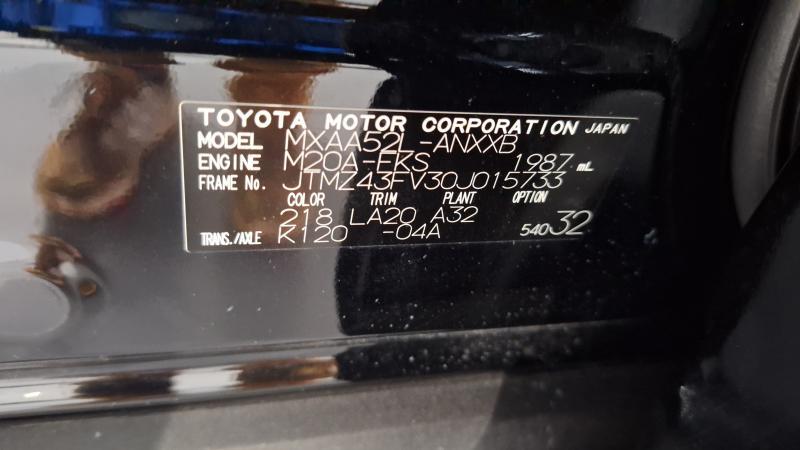 TOYOTA MOTOR CORPORATION JAPAN
MODEL MXAA52L-ANXXB
ENGINE M20A-FKS 1987 mL
FRAME No. JTMZ43FV30J015733
COLOR TRIM PLANT OPTION
218 LA20 A32
TRANS./AXLE K120 -04A 54032